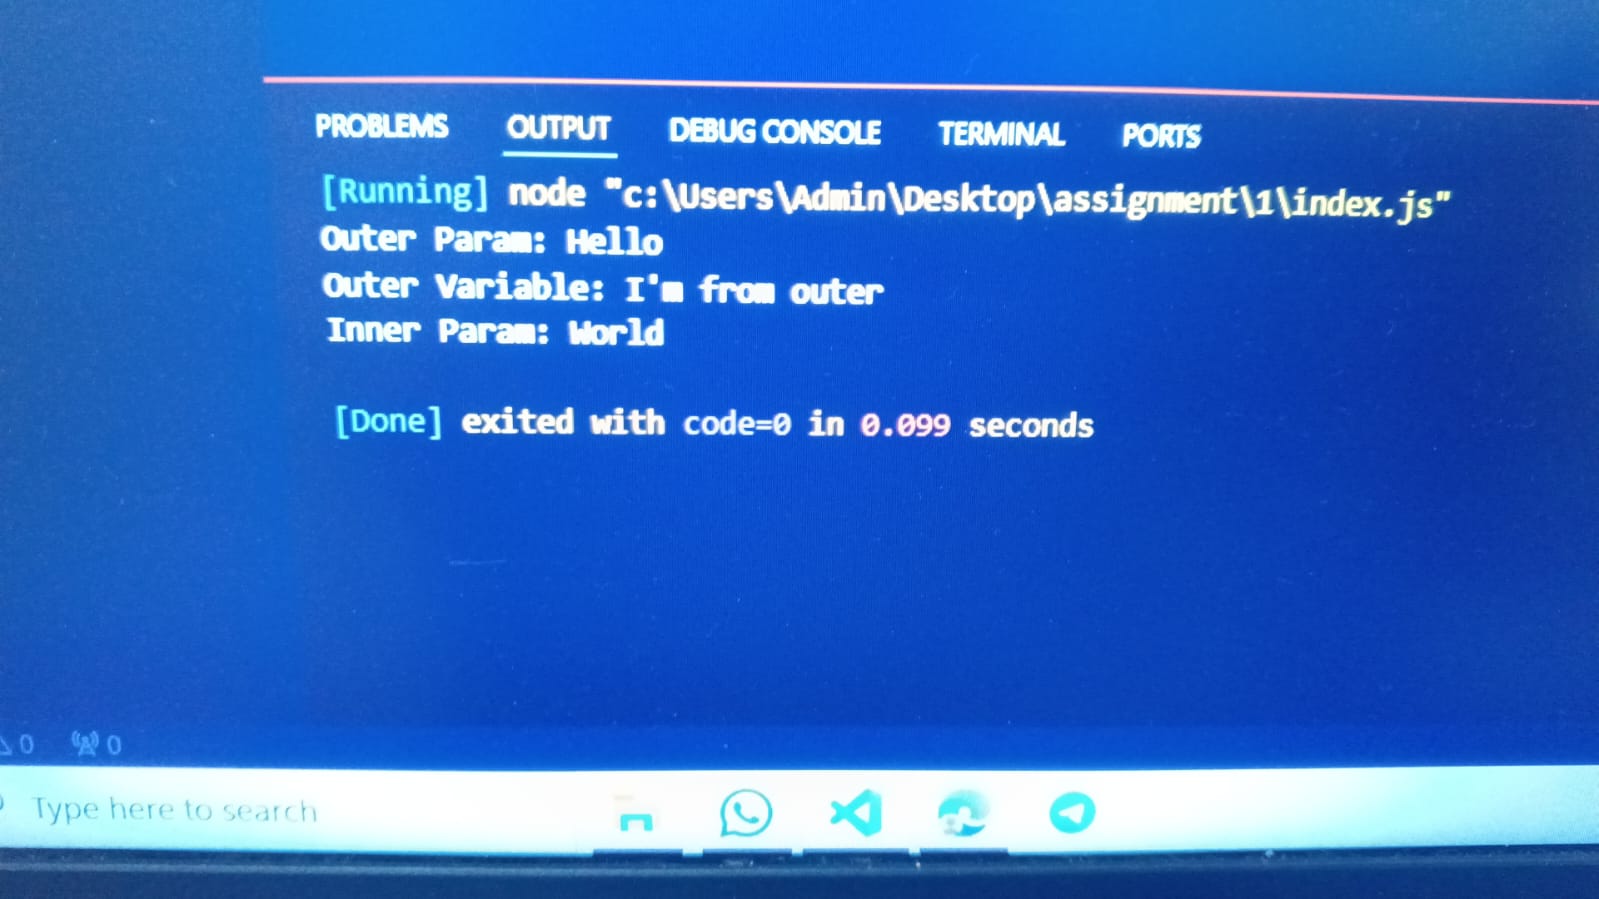 PROBLEMS OUTPUT DEBUG CONSOLE TERMINAL PORTS
[Running] node "c:\Users\Admin\Desktop\assignment\1\index.js"
Outer Param: Hello
Outer Variable: I'm from outer
Inner Param: World
[Done] exited with code=0 in 0.099 seconds
0 0
Type here to search